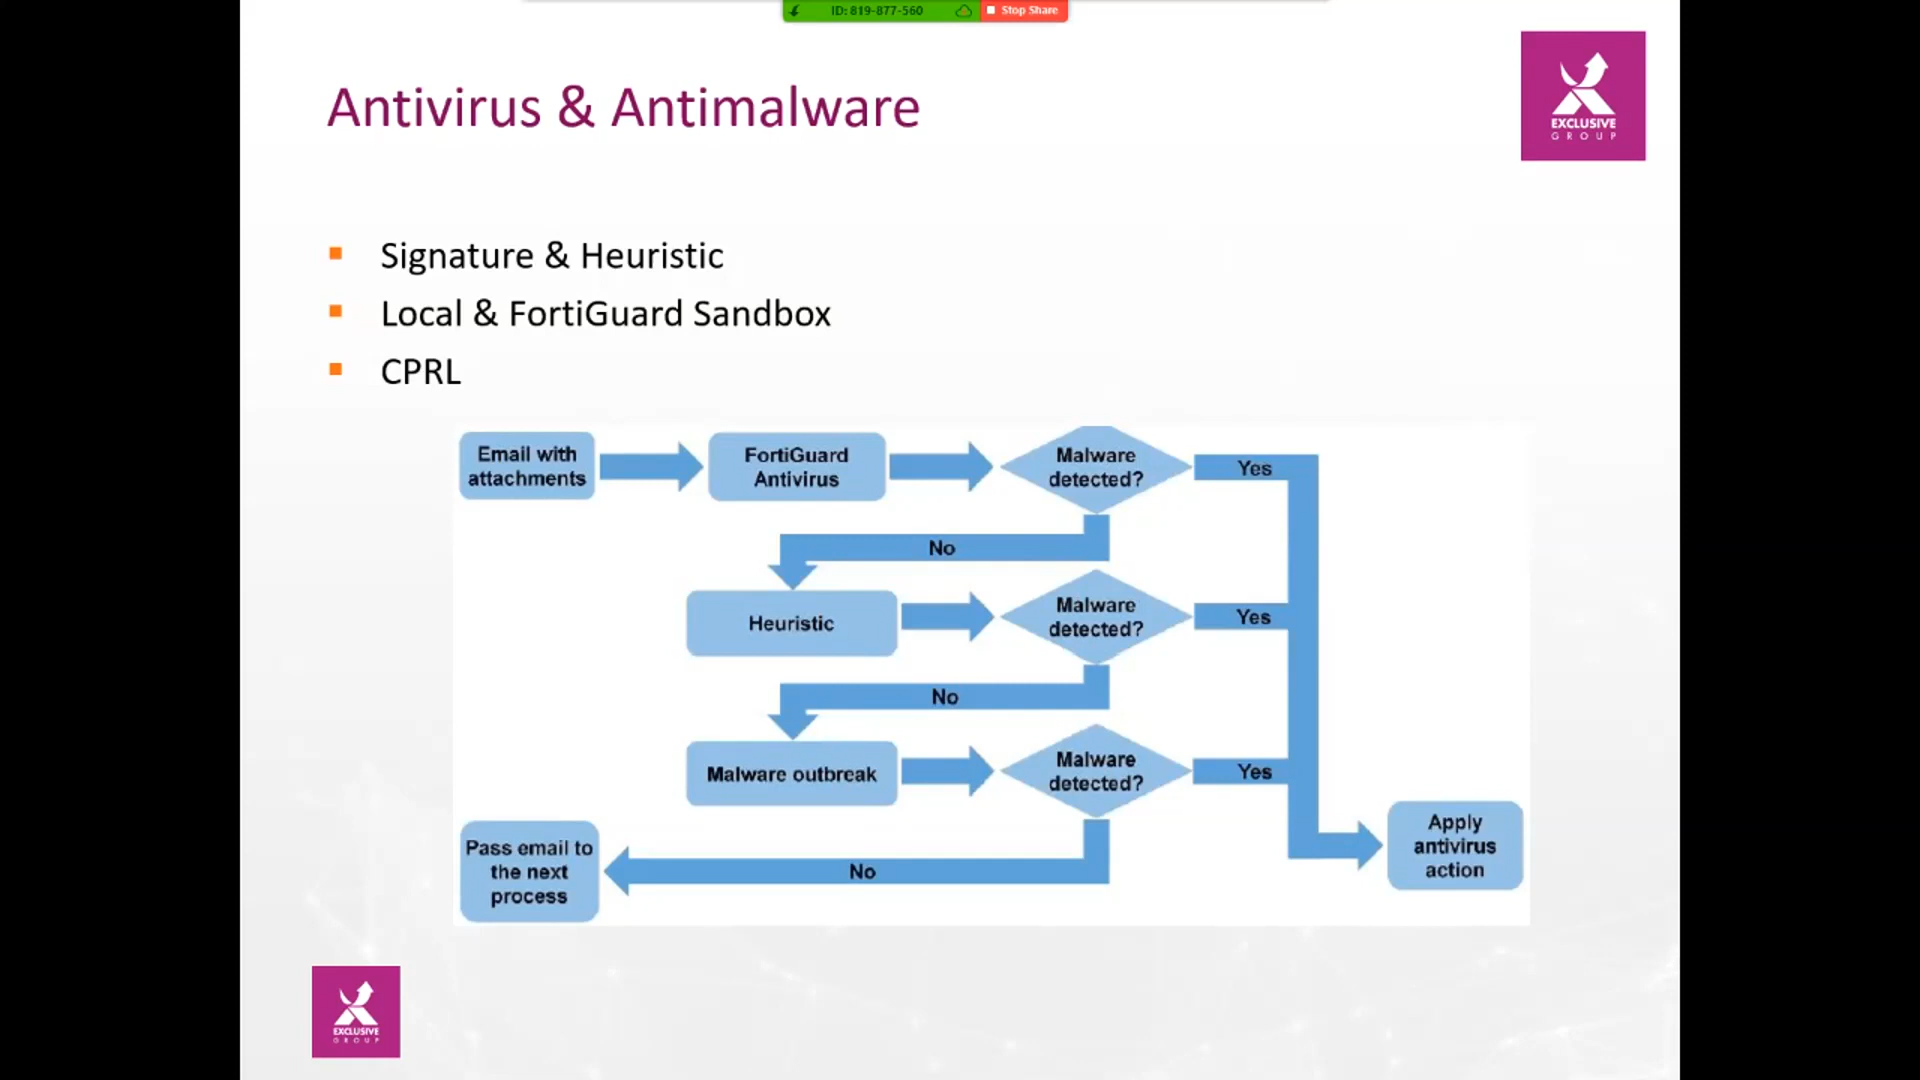 ID: 819-877-560
Stop Share
Antivirus & Antimalware
EXCLUSIVE
GROUP
Signature & Heuristic
Local & FortiGuard Sandbox
CPRL
Email with
attachments
FortiGuard
Antivirus
Malware
detected?
Yes
No
Heuristic
Malware
detected?
Yes
No
Malware outbreak
Malware
detected?
Yes
Pass email to
the next
process
No
Apply
antivirus
action
EXCLUSIVE
GROUP